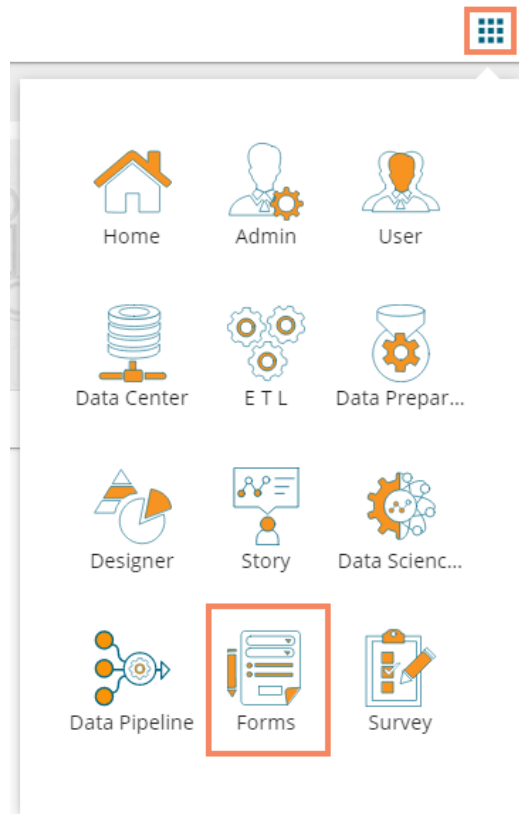 Home Admin User
Data Center E T L Data Prepar...
Designer Story Data Scienc...
Data Pipeline Forms Survey